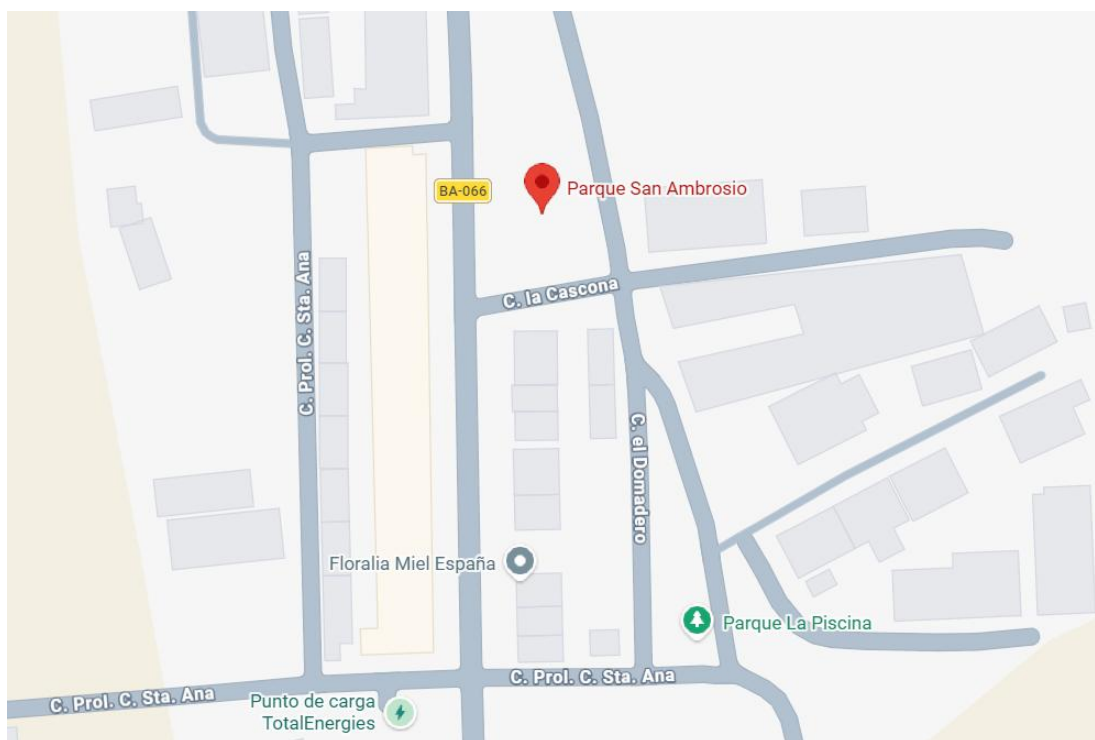 BA-066
Parque San Ambrosio
C. Prol. C. Sta. Ana
C. la Cascona
C. el Domadero
Floralia Miel España
Parque La Piscina
C. Prol. C. Sta. Ana
C. Prol. C. Sta. Ana
Punto de carga
TotalEnergies